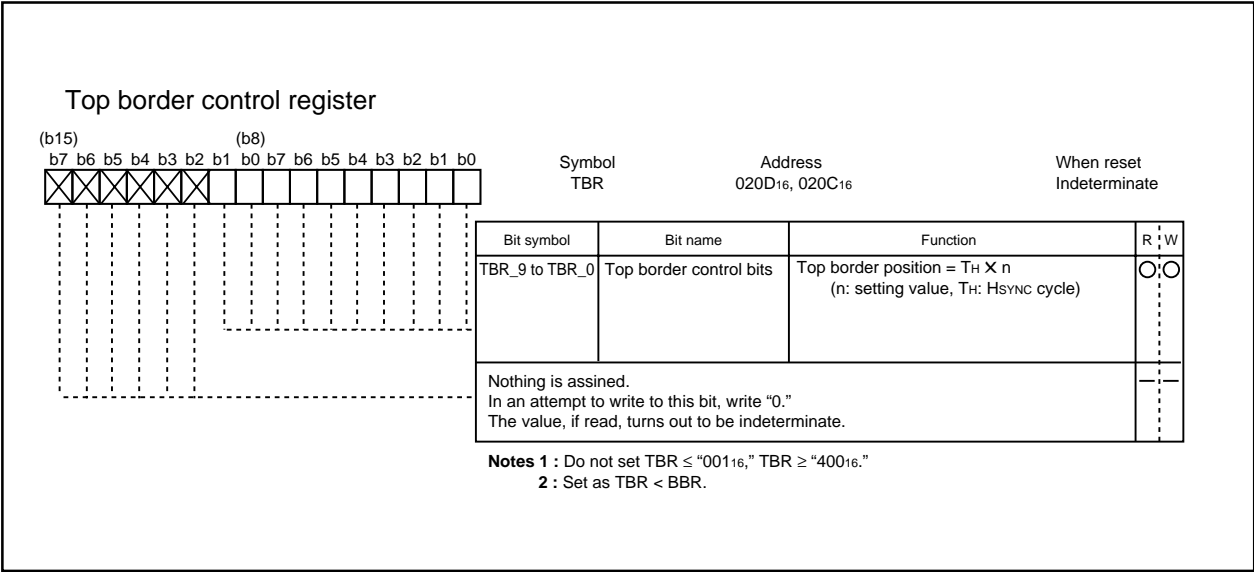 Top border control register
(b15) (b8)
b7 b6 b5 b4 b3 b2 b1 b0 b7 b6 b5 b4 b3 b2 b1 b0
Symbol Address When reset
TBR 020D16, 020C16 Indeterminate
Bit symbol Bit name Function R W
TBR_9 to TBR_0 Top border control bits Top border position = TH X n
(n: setting value, TH: HSYNC cycle)
Nothing is assined.
In an attempt to write to this bit, write “0.”
The value, if read, turns out to be indeterminate.
Notes 1 : Do not set TBR ≤ “00116,” TBR ≥ “40016.”
2 : Set as TBR < BBR.